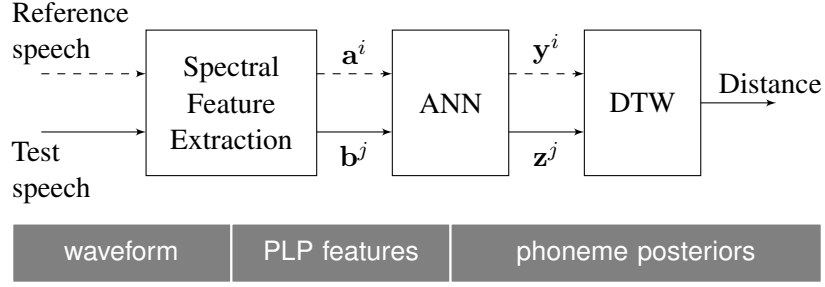 Reference
speech
Spectral
Feature
Extraction
a^i
b^j
ANN
y^i
z^j
DTW
Distance
Test
speech
waveform
PLP features
phoneme posteriors